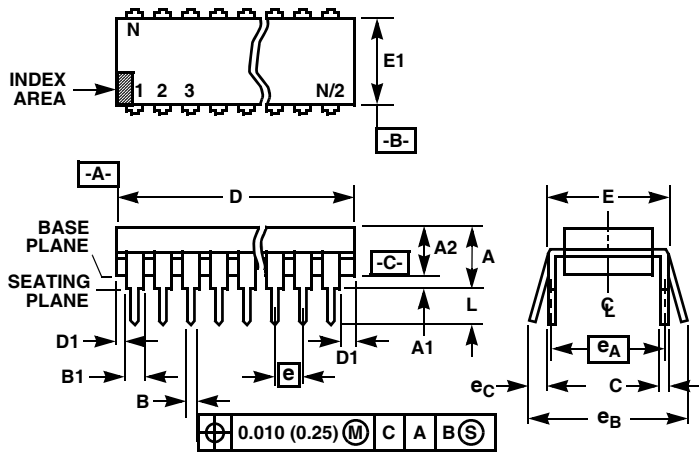 N
INDEX
AREA
1 2 3 N/2
E1
-B-
-A-
D
E
BASE
PLANE
A2
A
-C-
SEATING
PLANE
L
C
L
D1
A1
D1
B1
e
eA
B
eC
C
eB
0.010 (0.25) M C A B S